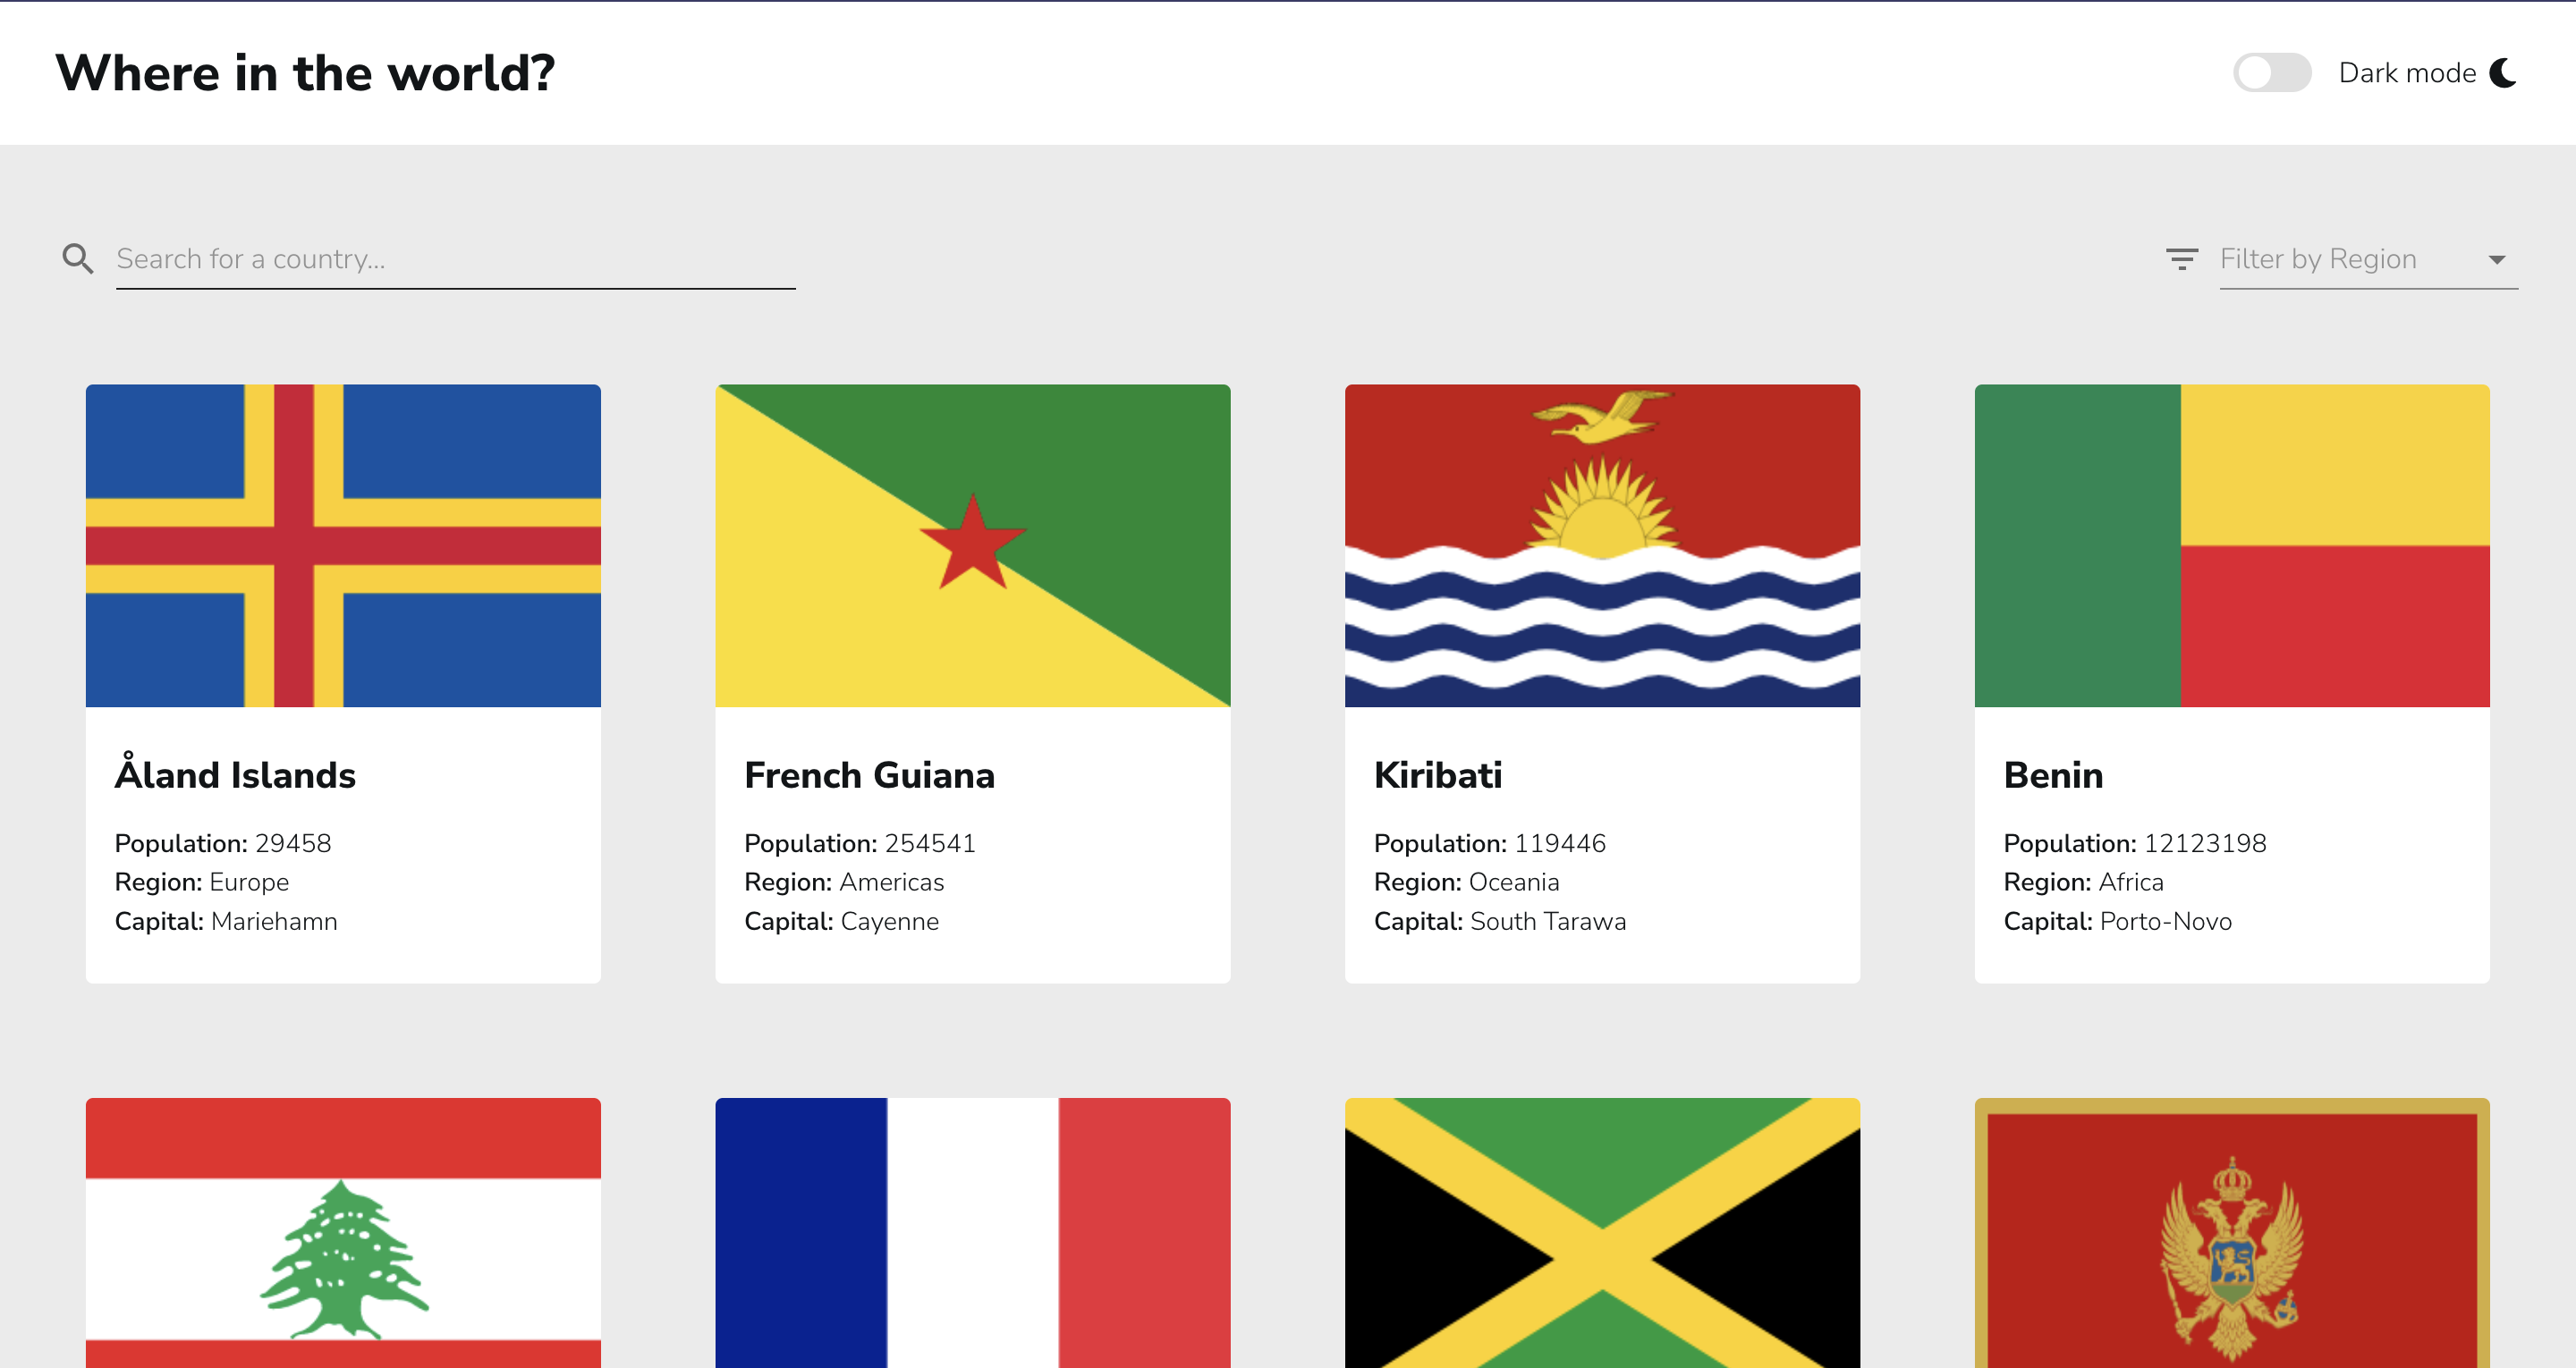 Where in the world?
Dark mode
Search for a country...
Filter by Region
Åland Islands
Population: 29458
Region: Europe
Capital: Mariehamn
French Guiana
Population: 254541
Region: Americas
Capital: Cayenne
Kiribati
Population: 119446
Region: Oceania
Capital: South Tarawa
Benin
Population: 12123198
Region: Africa
Capital: Porto-Novo